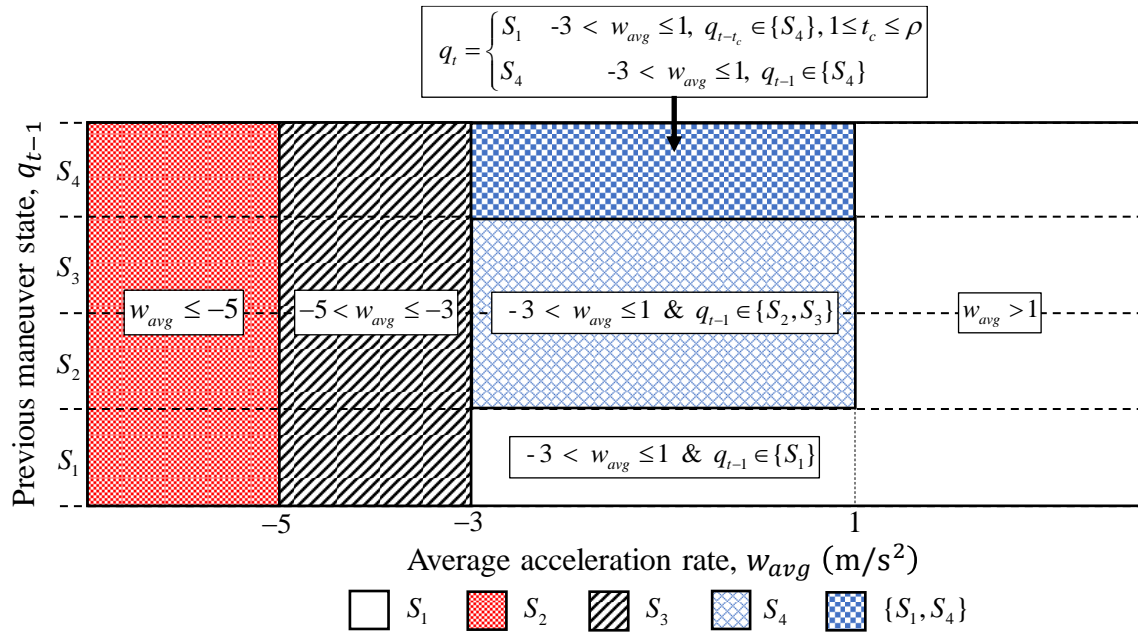 q_t = { S_1 -3 < w_avg ≤ 1, q_{t-t_c} ∈ {S_4}, 1 ≤ t_c ≤ ρ
S_4 -3 < w_avg ≤ 1, q_{t-1} ∈ {S_4}
Previous maneuver state, q_{t-1}
S_4
S_3
S_2
S_1
w_avg ≤ −5
−5 < w_avg ≤ −3
-3 < w_avg ≤ 1 & q_{t-1} ∈ {S_2, S_3}
w_avg > 1
-3 < w_avg ≤ 1 & q_{t-1} ∈ {S_1}
−5 −3 1
Average acceleration rate, w_avg (m/s²)
S_1 S_2 S_3 S_4 {S_1, S_4}